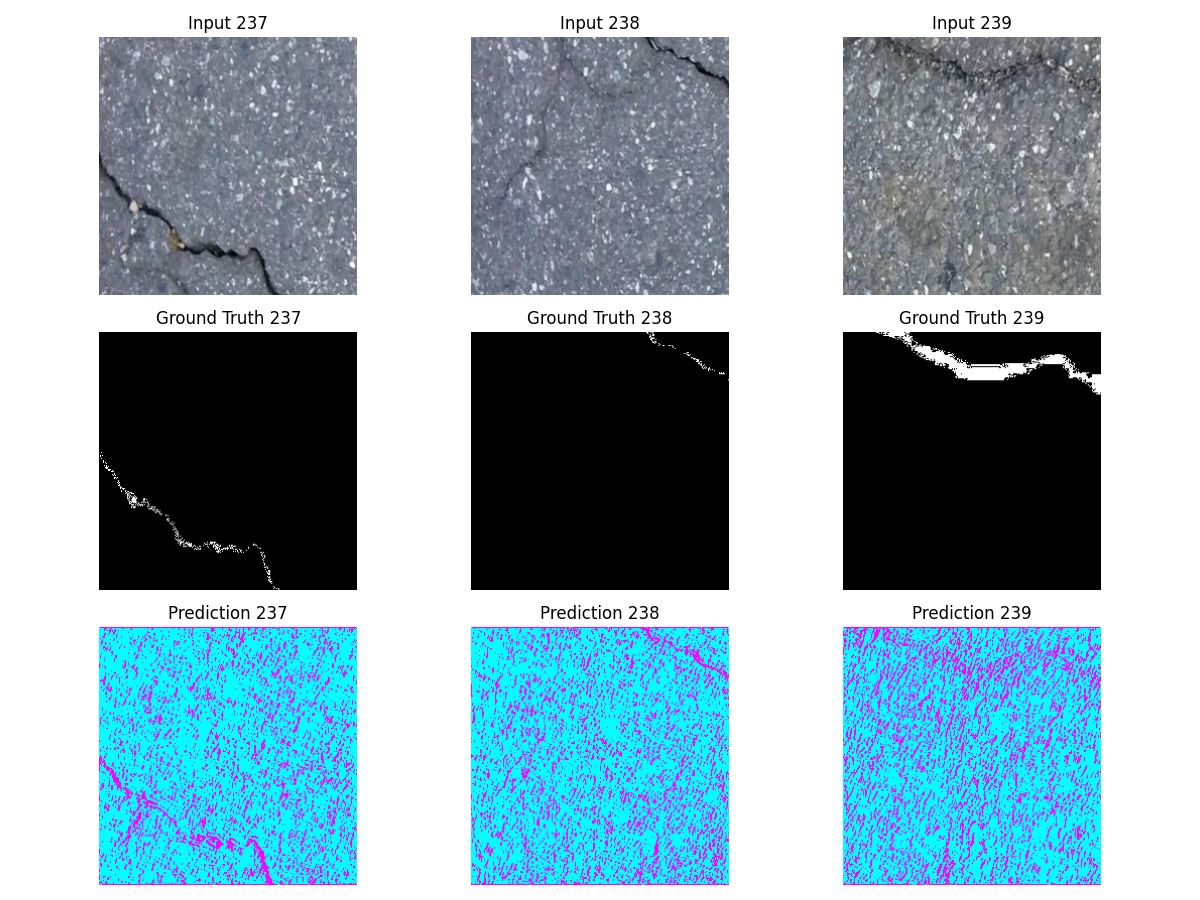 Input 237
Input 238
Input 239
Ground Truth 237
Ground Truth 238
Ground Truth 239
Prediction 237
Prediction 238
Prediction 239